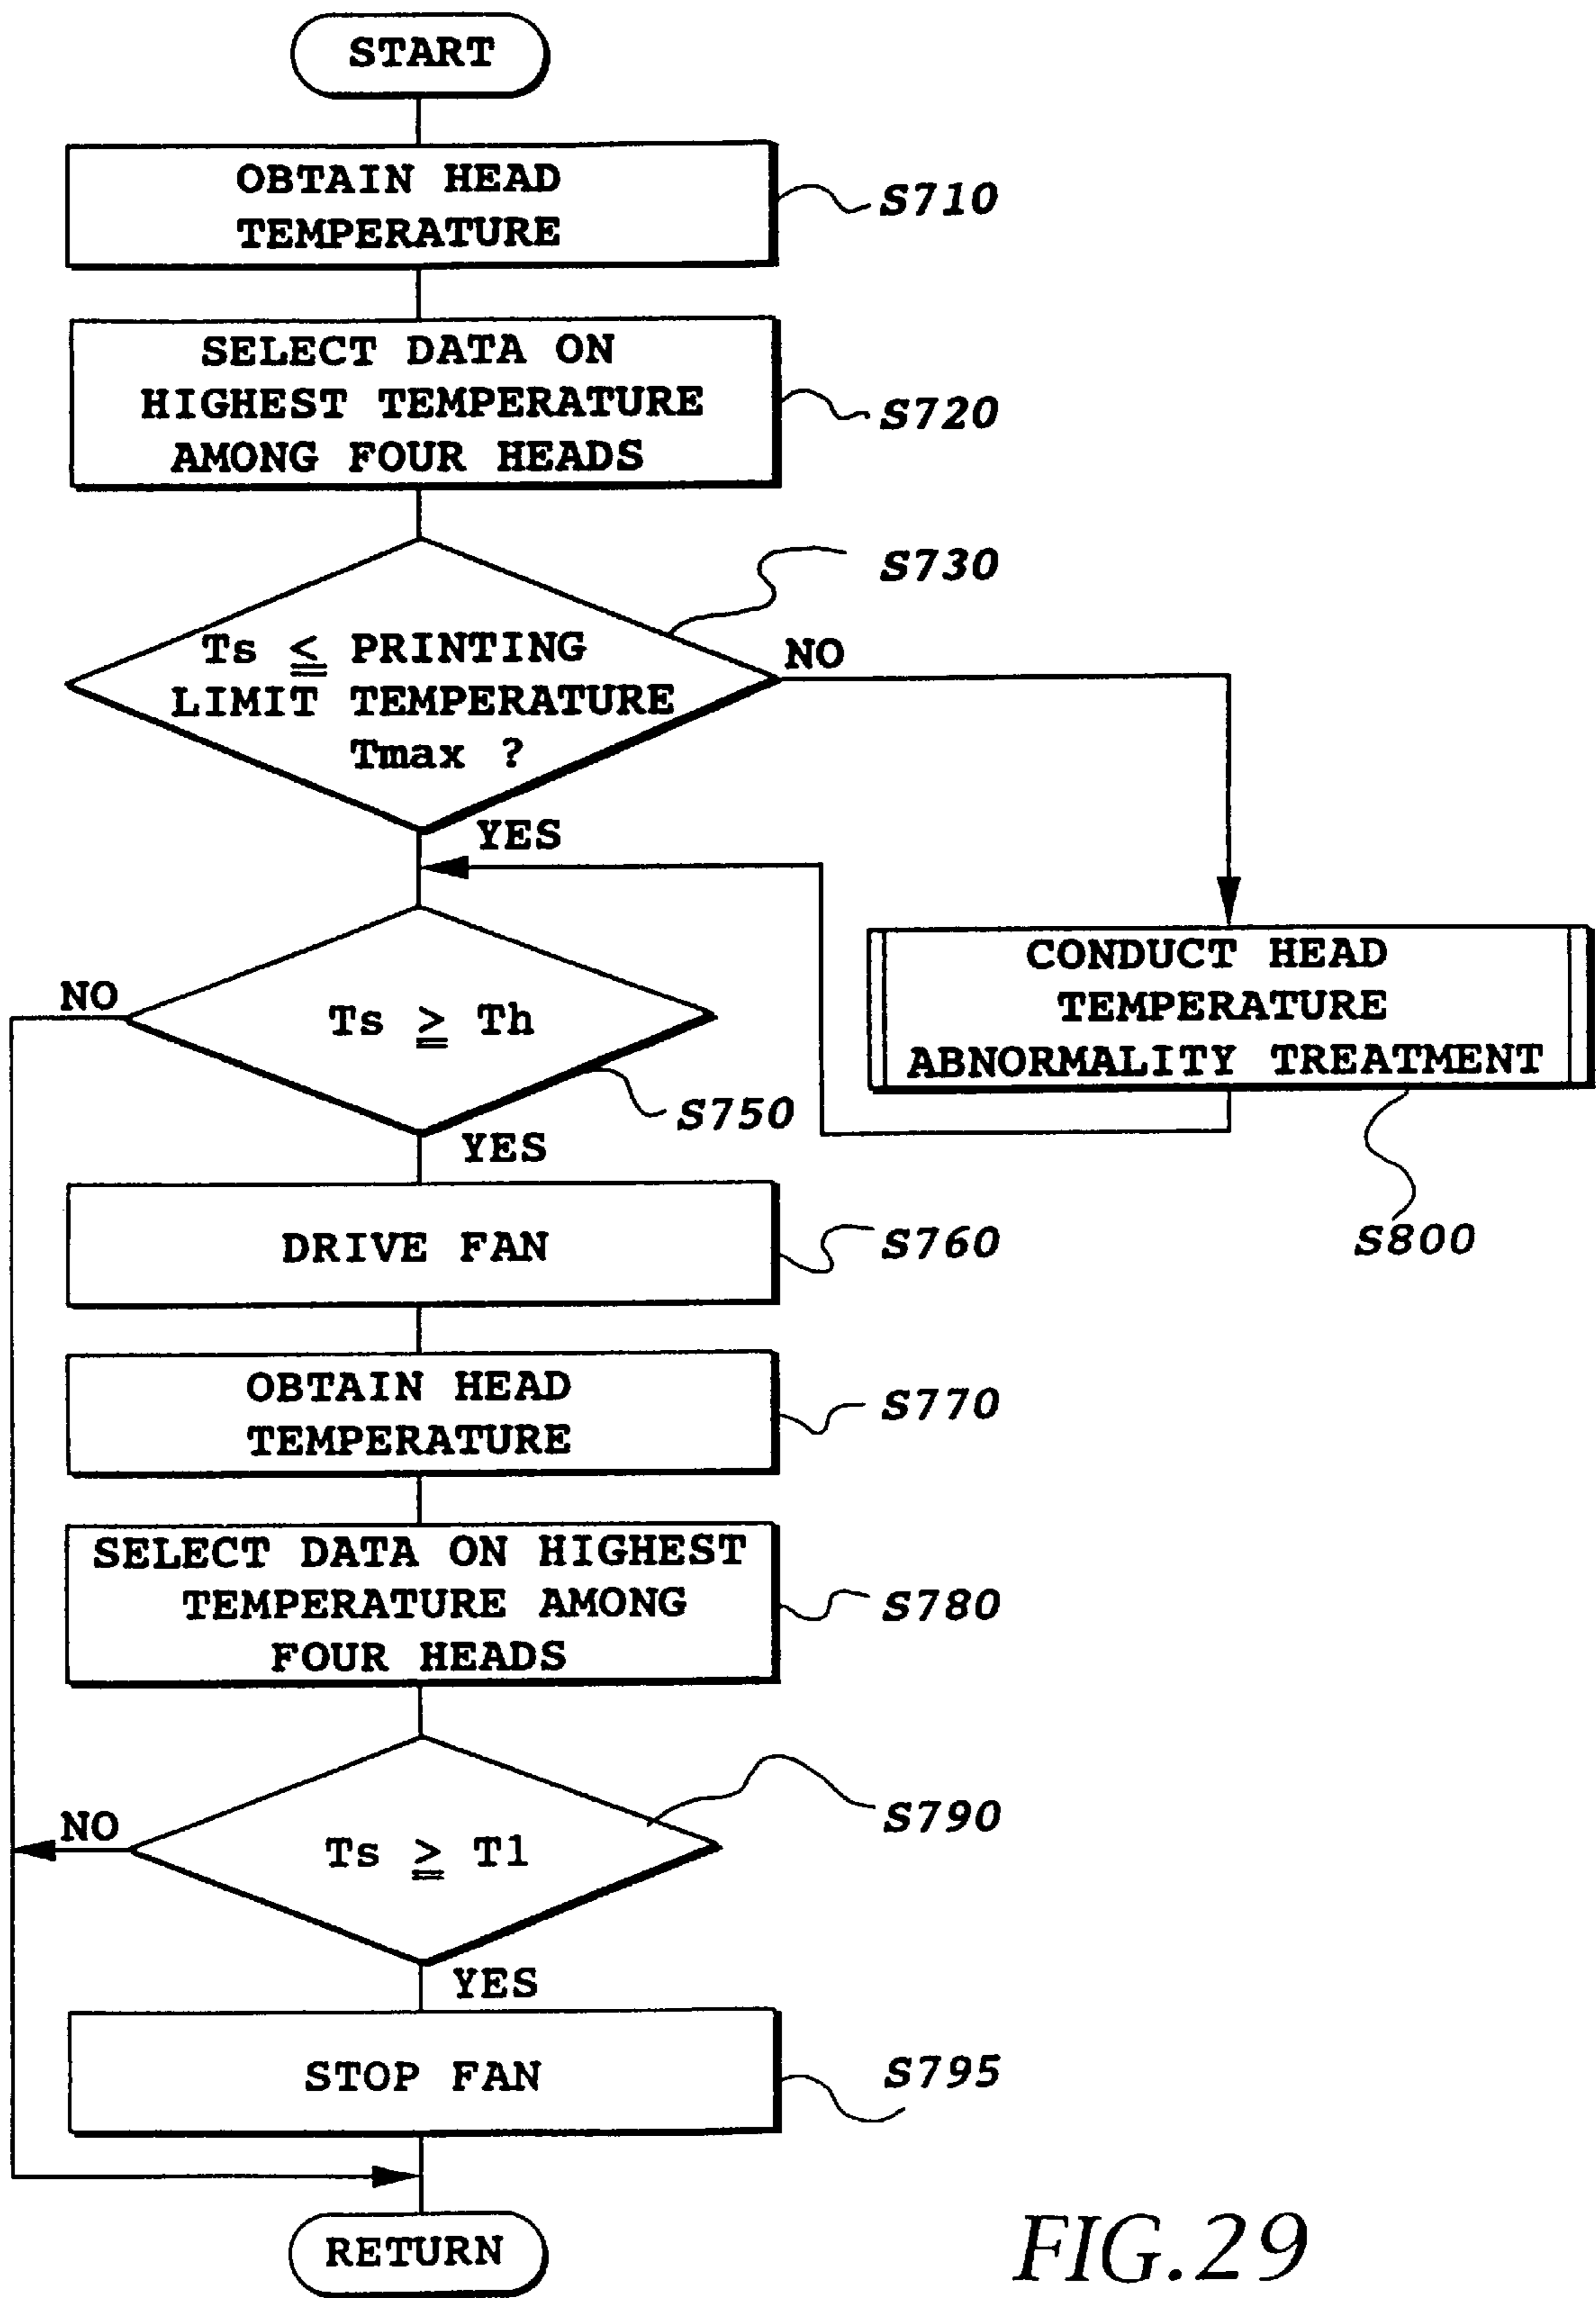 START
OBTAIN HEAD
TEMPERATURE
S710
SELECT DATA ON
HIGHEST TEMPERATURE
AMONG FOUR HEADS
S720
S730
Ts ≦ PRINTING
LIMIT TEMPERATURE
Tmax ?
NO
YES
CONDUCT HEAD
TEMPERATURE
ABNORMALITY TREATMENT
S800
NO
Ts ≧ Th
S750
YES
DRIVE FAN
S760
OBTAIN HEAD
TEMPERATURE
S770
SELECT DATA ON HIGHEST
TEMPERATURE AMONG
FOUR HEADS
S780
S790
NO
Ts ≧ Tl
YES
STOP FAN
S795
RETURN
FIG.29